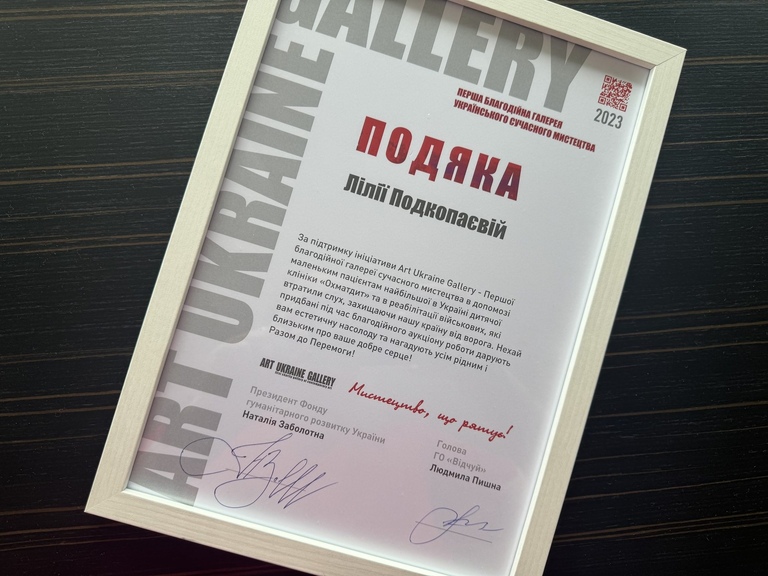 GALLERY
ART UKRAINE
ПЕРША БЛАГОДІЙНА ГАЛЕРЕЯ
УКРАЇНСЬКОГО СУЧАСНОГО МИСТЕЦТВА
2023
ПОДЯКА
Лілії Подкопаєвій
За підтримку ініціативи Art Ukraine Gallery - Першої
благодійної галереї сучасного мистецтва в допомозі
маленьким пацієнтам найбільшої в Україні дитячої
клініки «Охматдит» та в реабілітації військових, які
втратили слух, захищаючи нашу країну від ворога. Нехай
придбані під час благодійного аукціону роботи дарують
вам естетичну насолоду та нагадують усім рідним і
близьким про ваше добре серце!
Разом до Перемоги!
ART UKRAINE GALLERY
Мистецтво, що рятує!
Президент Фонду
гуманітарного розвитку України
Наталія Заболотна
Голова
ГО «Відчуй»
Людмила Пишна